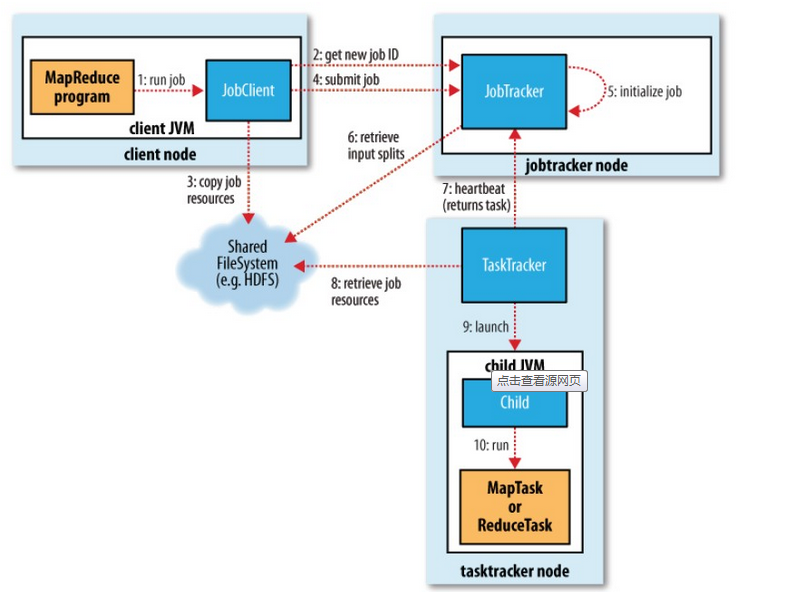 MapReduce
program
1: run job
JobClient
client JVM
client node
2: get new job ID
4: submit job
JobTracker
5: initialize job
jobtracker node
3: copy job
resources
6: retrieve
input splits
7: heartbeat
(returns task)
Shared
FileSystem
(e.g. HDFS)
8: retrieve job
resources
TaskTracker
9: launch
child JVM
点击查看源网页
Child
10: run
MapTask
or
ReduceTask
tasktracker node